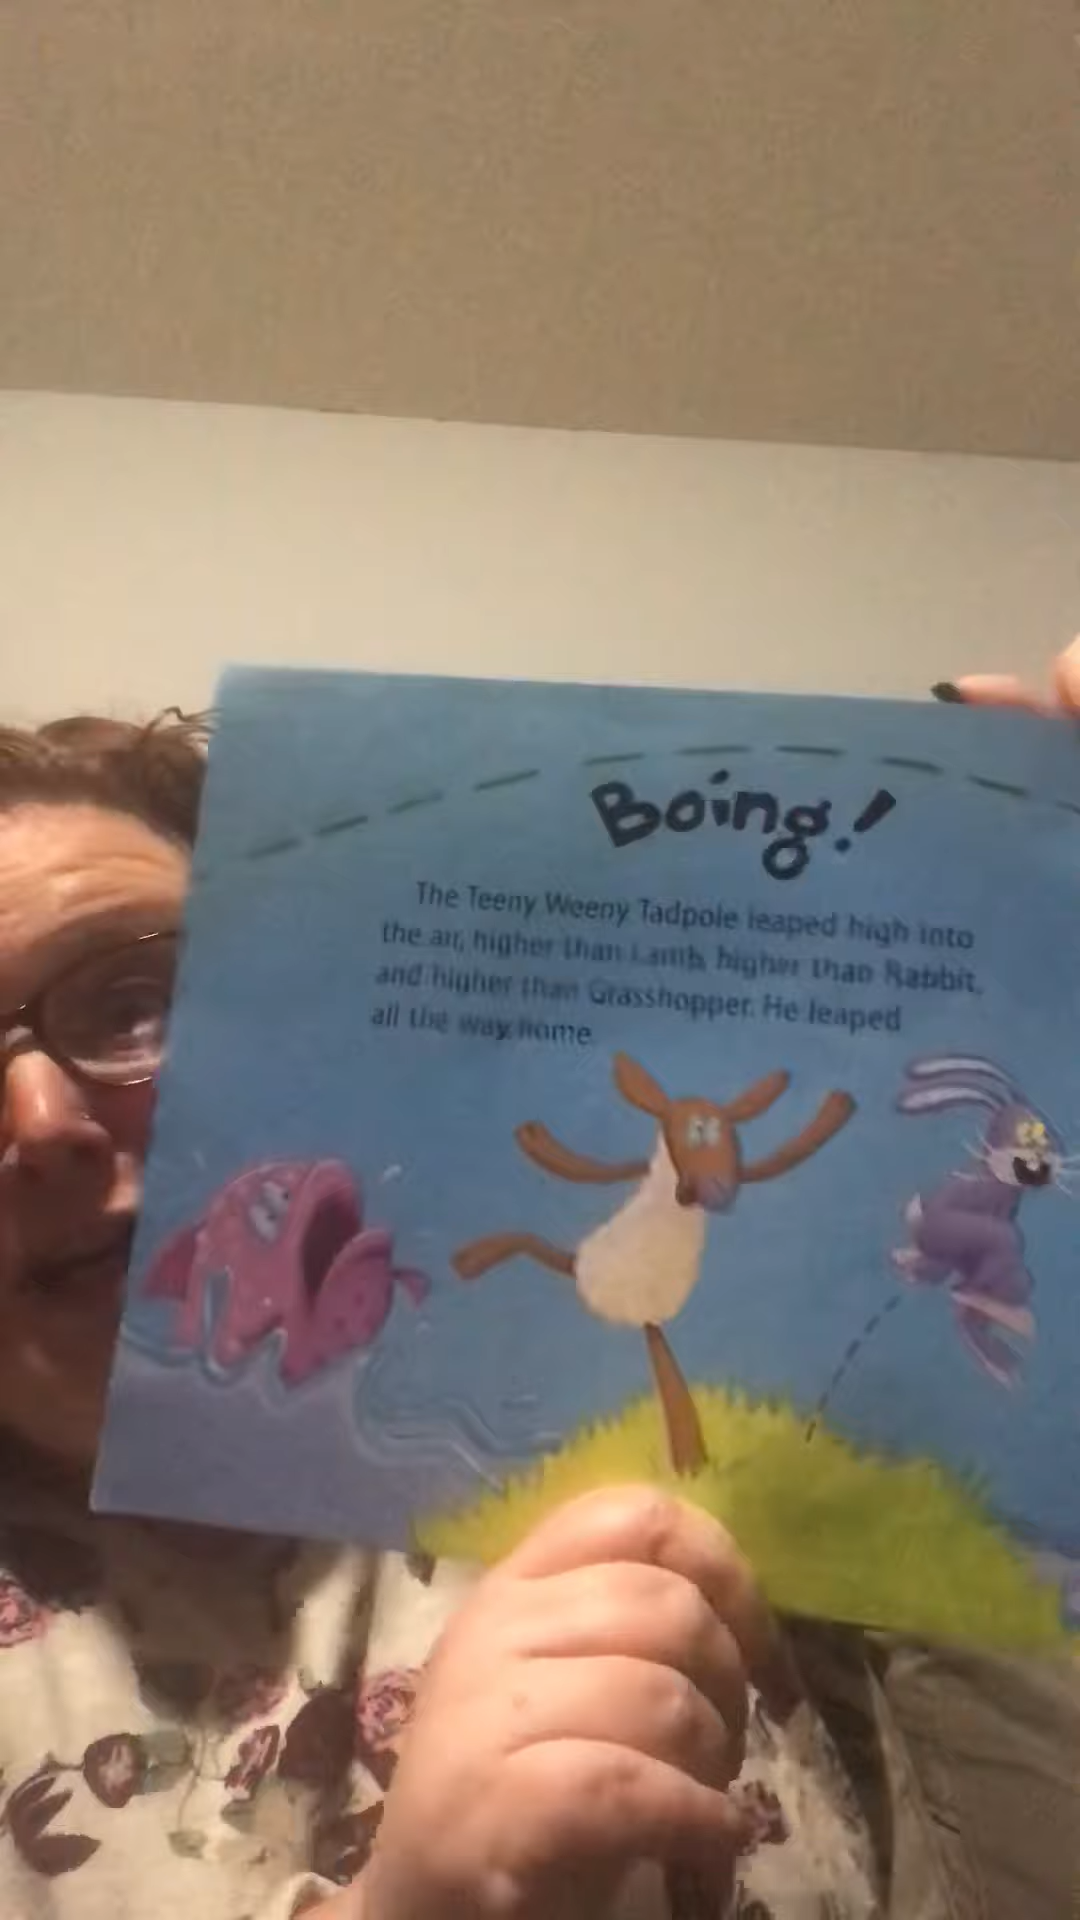 Boing!
The Teeny Weeny Tadpole leaped high into
the air, higher than Lamb, higher than Rabbit,
and higher than Grasshopper. He leaped
all the way home.